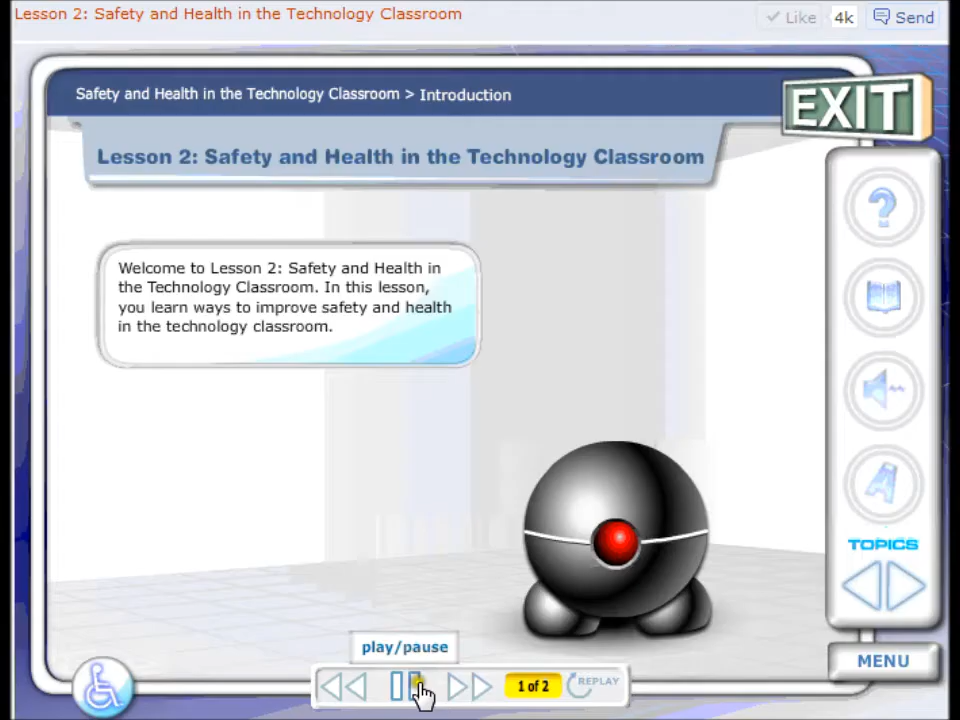 Lesson 2: Safety and Health in the Technology Classroom
Like 4k Send
Safety and Health in the Technology Classroom > Introduction
EXIT
Lesson 2: Safety and Health in the Technology Classroom
?
Welcome to Lesson 2: Safety and Health in
the Technology Classroom. In this lesson,
you learn ways to improve safety and health
in the technology classroom.
A
TOPICS
play/pause
MENU
1 of 2
REPLAY